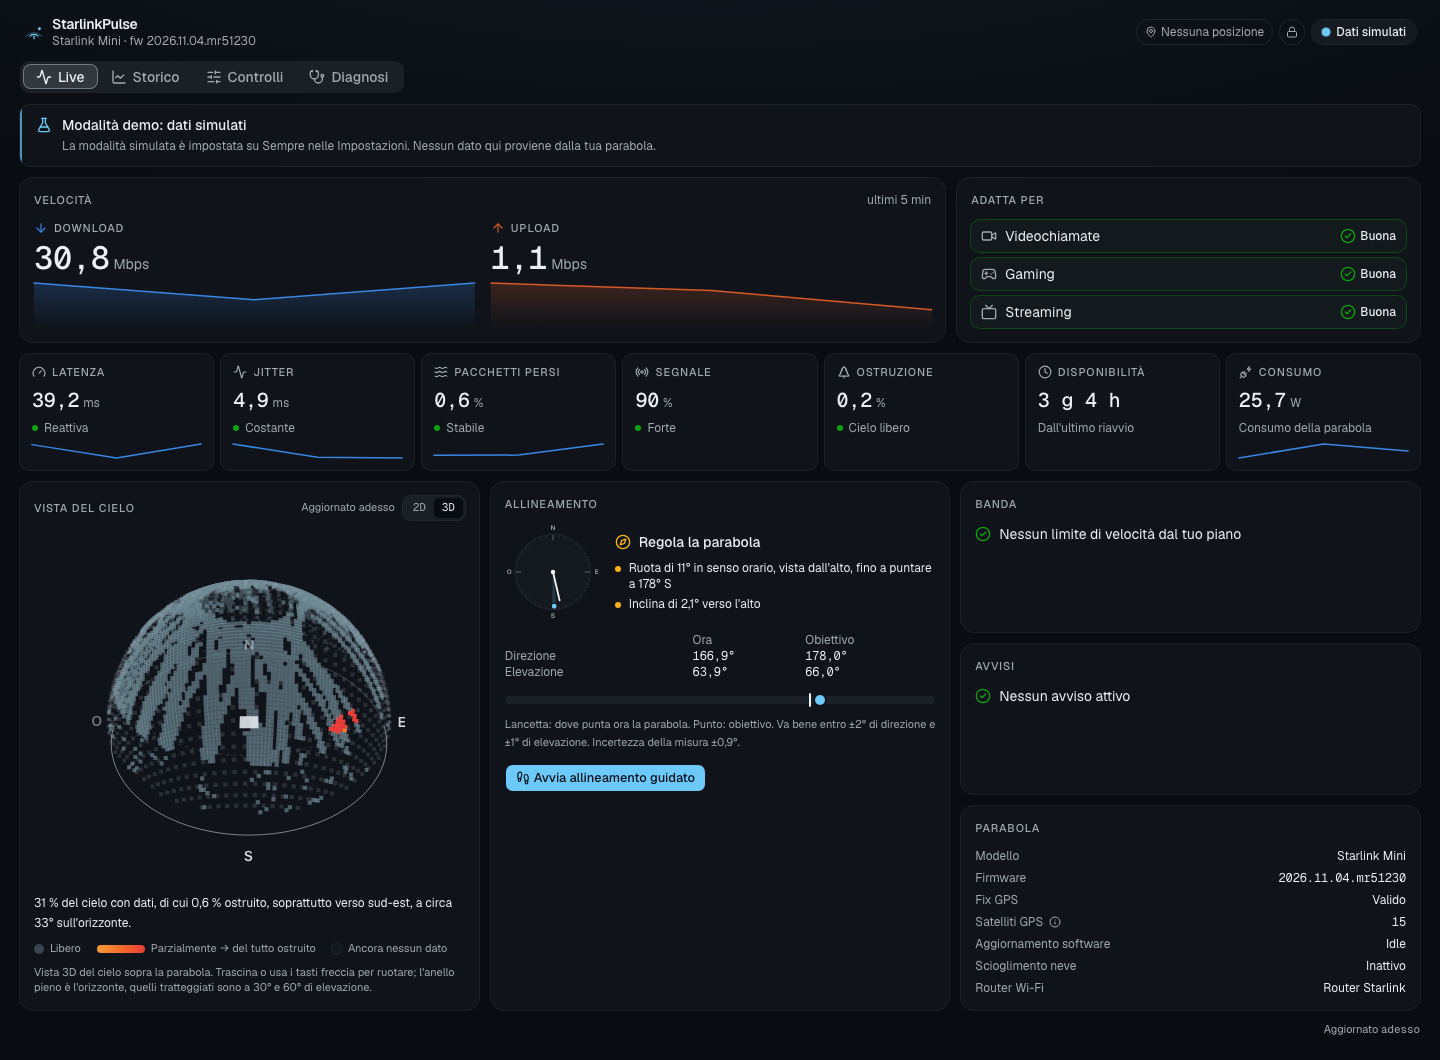 StarlinkPulse
Starlink Mini · fw 2026.11.04.mr51230
Nessuna posizione
Dati simulati
Live
Storico
Controlli
Diagnosi
Modalità demo: dati simulati
La modalità simulata è impostata su Sempre nelle Impostazioni. Nessun dato qui proviene dalla tua parabola.
VELOCITÀ
ultimi 5 min
DOWNLOAD
30,8 Mbps
UPLOAD
1,1 Mbps
ADATTA PER
Videochiamate
Buona
Gaming
Buona
Streaming
Buona
LATENZA
39,2 ms
Reattiva
JITTER
4,9 ms
Costante
PACCHETTI PERSI
0,6 %
Stabile
SEGNALE
90 %
Forte
OSTRUZIONE
0,2 %
Cielo libero
DISPONIBILITÀ
3 g 4 h
Dall'ultimo riavvio
CONSUMO
25,7 W
Consumo della parabola
VISTA DEL CIELO
Aggiornato adesso
2D
3D
N
O
E
S
31 % del cielo con dati, di cui 0,6 % ostruito, soprattutto verso sud-est, a circa
33° sull'orizzonte.
Libero
Parzialmente → del tutto ostruito
Ancora nessun dato
Vista 3D del cielo sopra la parabola. Trascina o usa i tasti freccia per ruotare; l'anello
pieno è l'orizzonte, quelli tratteggiati sono a 30° e 60° di elevazione.
ALLINEAMENTO
N
O
E
S
Regola la parabola
Ruota di 11° in senso orario, vista dall'alto, fino a puntare
a 178° S
Inclina di 2,1° verso l'alto
Ora Obiettivo
Direzione 166,9° 178,0°
Elevazione 63,9° 66,0°
Lancetta: dove punta ora la parabola. Punto: obiettivo. Va bene entro ±2° di direzione e
±1° di elevazione. Incertezza della misura ±0,9°.
Avvia allineamento guidato
BANDA
Nessun limite di velocità dal tuo piano
AVVISI
Nessun avviso attivo
PARABOLA
Modello Starlink Mini
Firmware 2026.11.04.mr51230
Fix GPS Valido
Satelliti GPS 15
Aggiornamento software Idle
Scioglimento neve Inattivo
Router Wi-Fi Router Starlink
Aggiornato adesso